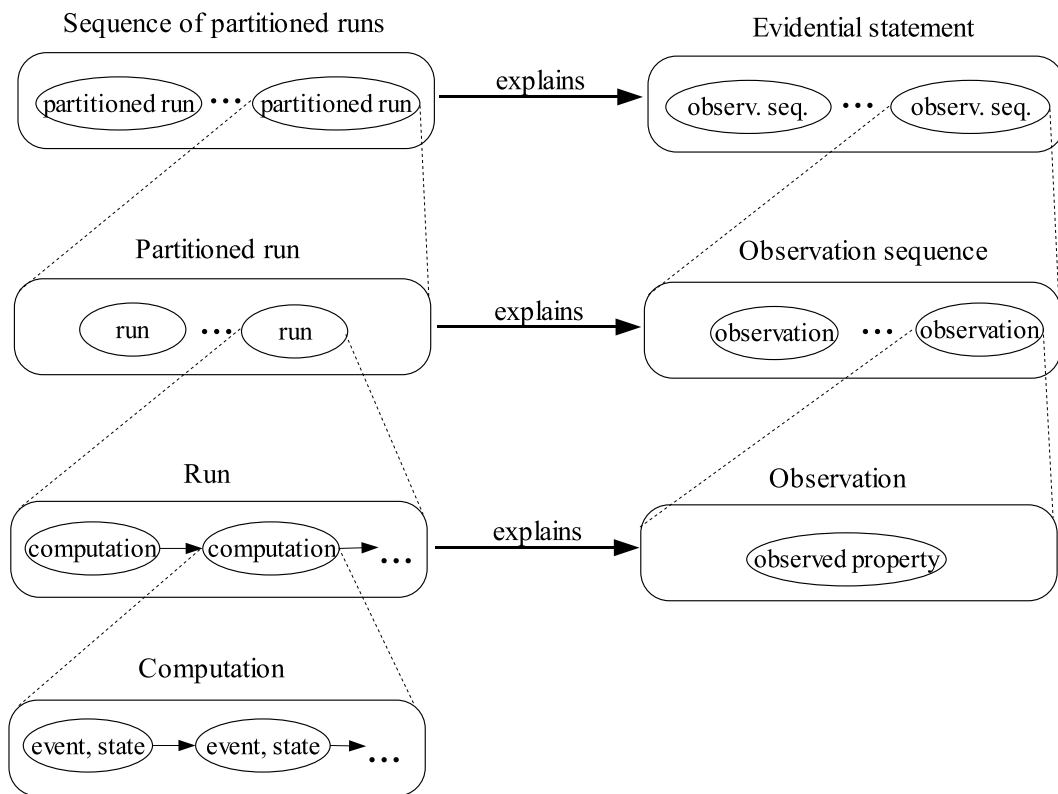 Sequence of partitioned runs
Evidential statement
partitioned run ... partitioned run
explains
observ. seq. ... observ. seq.
Partitioned run
Observation sequence
run ... run
explains
observation ... observation
Run
Observation
computation computation ...
explains
observed property
Computation
event, state event, state ...